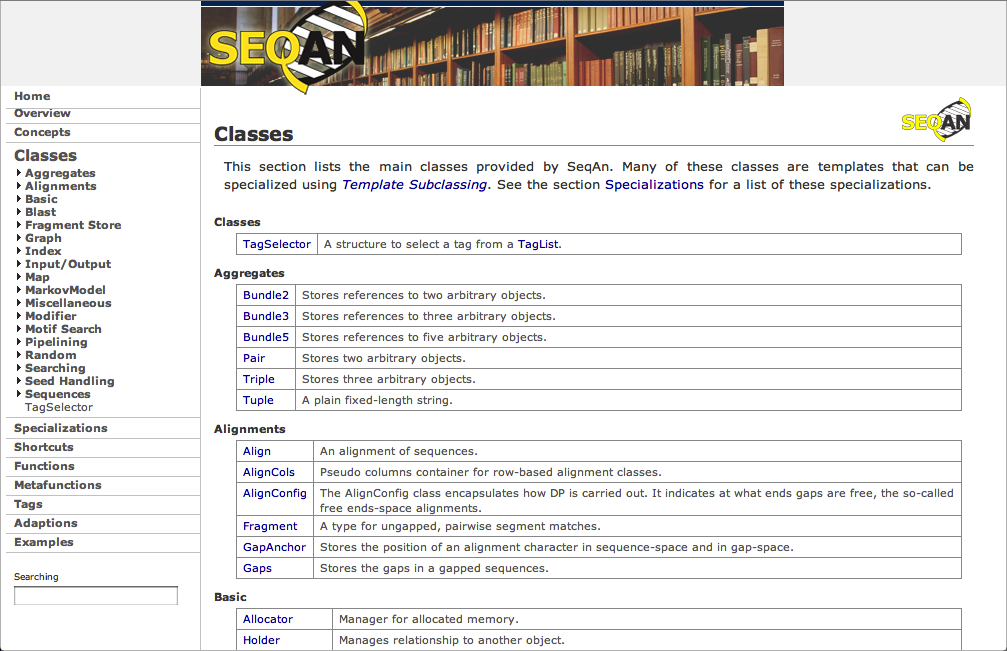 SEQAN
Home
Overview
Concepts
Classes
Aggregates
Alignments
Basic
Blast
Fragment Store
Graph
Index
Input/Output
Map
MarkovModel
Miscellaneous
Modifier
Motif Search
Pipelining
Random
Searching
Seed Handling
Sequences
TagSelector
Specializations
Shortcuts
Functions
Metafunctions
Tags
Adaptions
Examples
Searching
SEQAN
Classes
This section lists the main classes provided by SeqAn. Many of these classes are templates that can be
specialized using Template Subclassing. See the section Specializations for a list of these specializations.
Classes
TagSelector A structure to select a tag from a TagList.
Aggregates
Bundle2 Stores references to two arbitrary objects.
Bundle3 Stores references to three arbitrary objects.
Bundle5 Stores references to five arbitrary objects.
Pair Stores two arbitrary objects.
Triple Stores three arbitrary objects.
Tuple A plain fixed-length string.
Alignments
Align An alignment of sequences.
AlignCols Pseudo columns container for row-based alignment classes.
AlignConfig The AlignConfig class encapsulates how DP is carried out. It indicates at what ends gaps are free, the so-called
free ends-space alignments.
Fragment A type for ungapped, pairwise segment matches.
GapAnchor Stores the position of an alignment character in sequence-space and in gap-space.
Gaps Stores the gaps in a gapped sequences.
Basic
Allocator Manager for allocated memory.
Holder Manages relationship to another object.